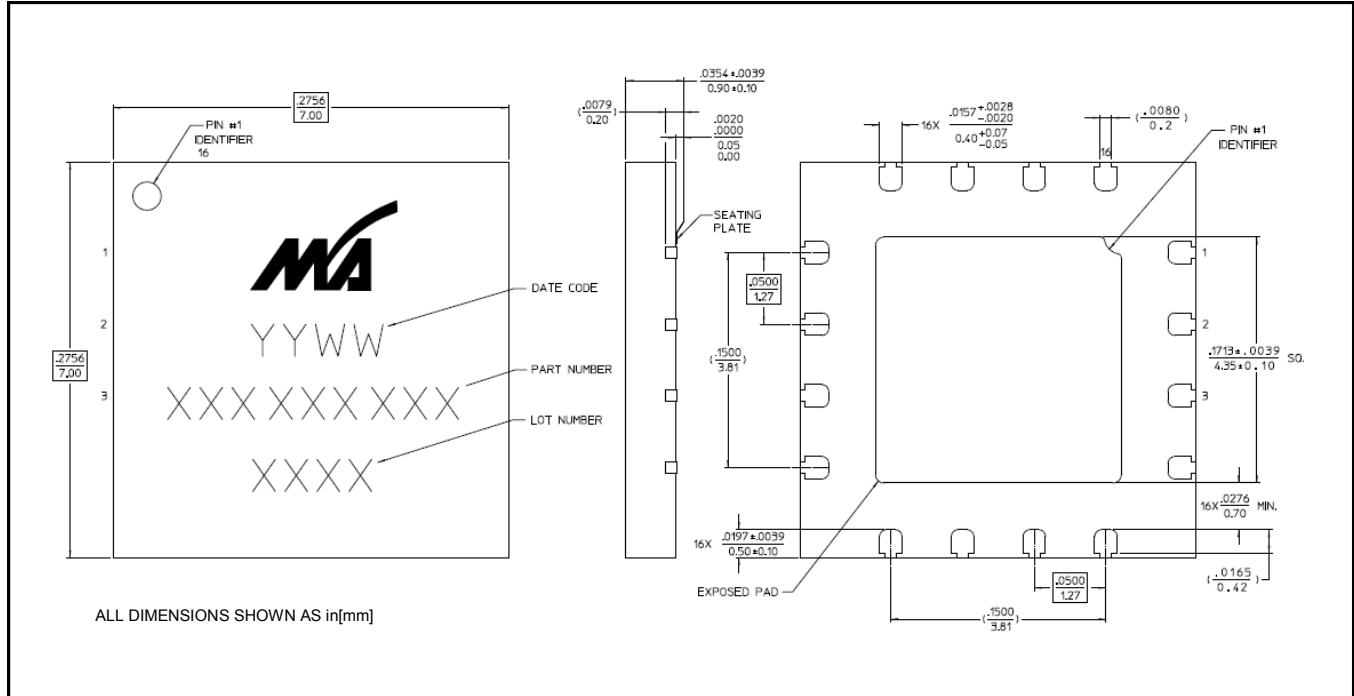 .2756
7.00
PIN #1
IDENTIFIER
16
1
2
3
.2756
7.00
MA
YYWW
XXX XXX XXX
XXXX
DATE CODE
PART NUMBER
LOT NUMBER
ALL DIMENSIONS SHOWN AS in[mm]
.0354±.0039
0.90±0.10
(.0079)
0.20
.0020
.0000
0.05
0.00
SEATING
PLATE
16X .0157 +.0028 -.0020
0.40 +0.07 -0.05
(.0080)
0.2
16
PIN #1
IDENTIFIER
1
2
3
.0500
1.27
(.1500)
3.81
.1713±.0039 SQ.
4.35±0.10
16X .0276 MIN.
0.70
16X .0197±.0039
0.50±0.10
EXPOSED PAD
.0500
1.27
(.1500)
3.81
(.0165)
0.42